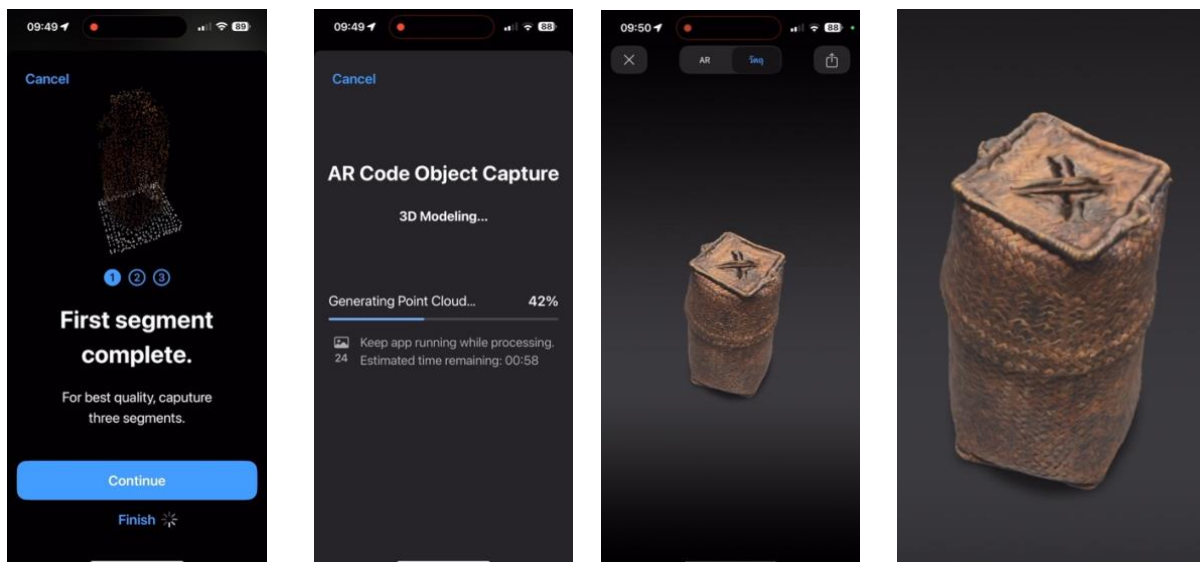 09:49
89
Cancel
1 2 3
First segment
complete.
For best quality, caputure
three segments.
Continue
Finish
09:49
88
Cancel
AR Code Object Capture
3D Modeling...
Generating Point Cloud... 42%
Keep app running while processing.
24 Estimated time remaining: 00:58
09:50
88
AR วัตถุ